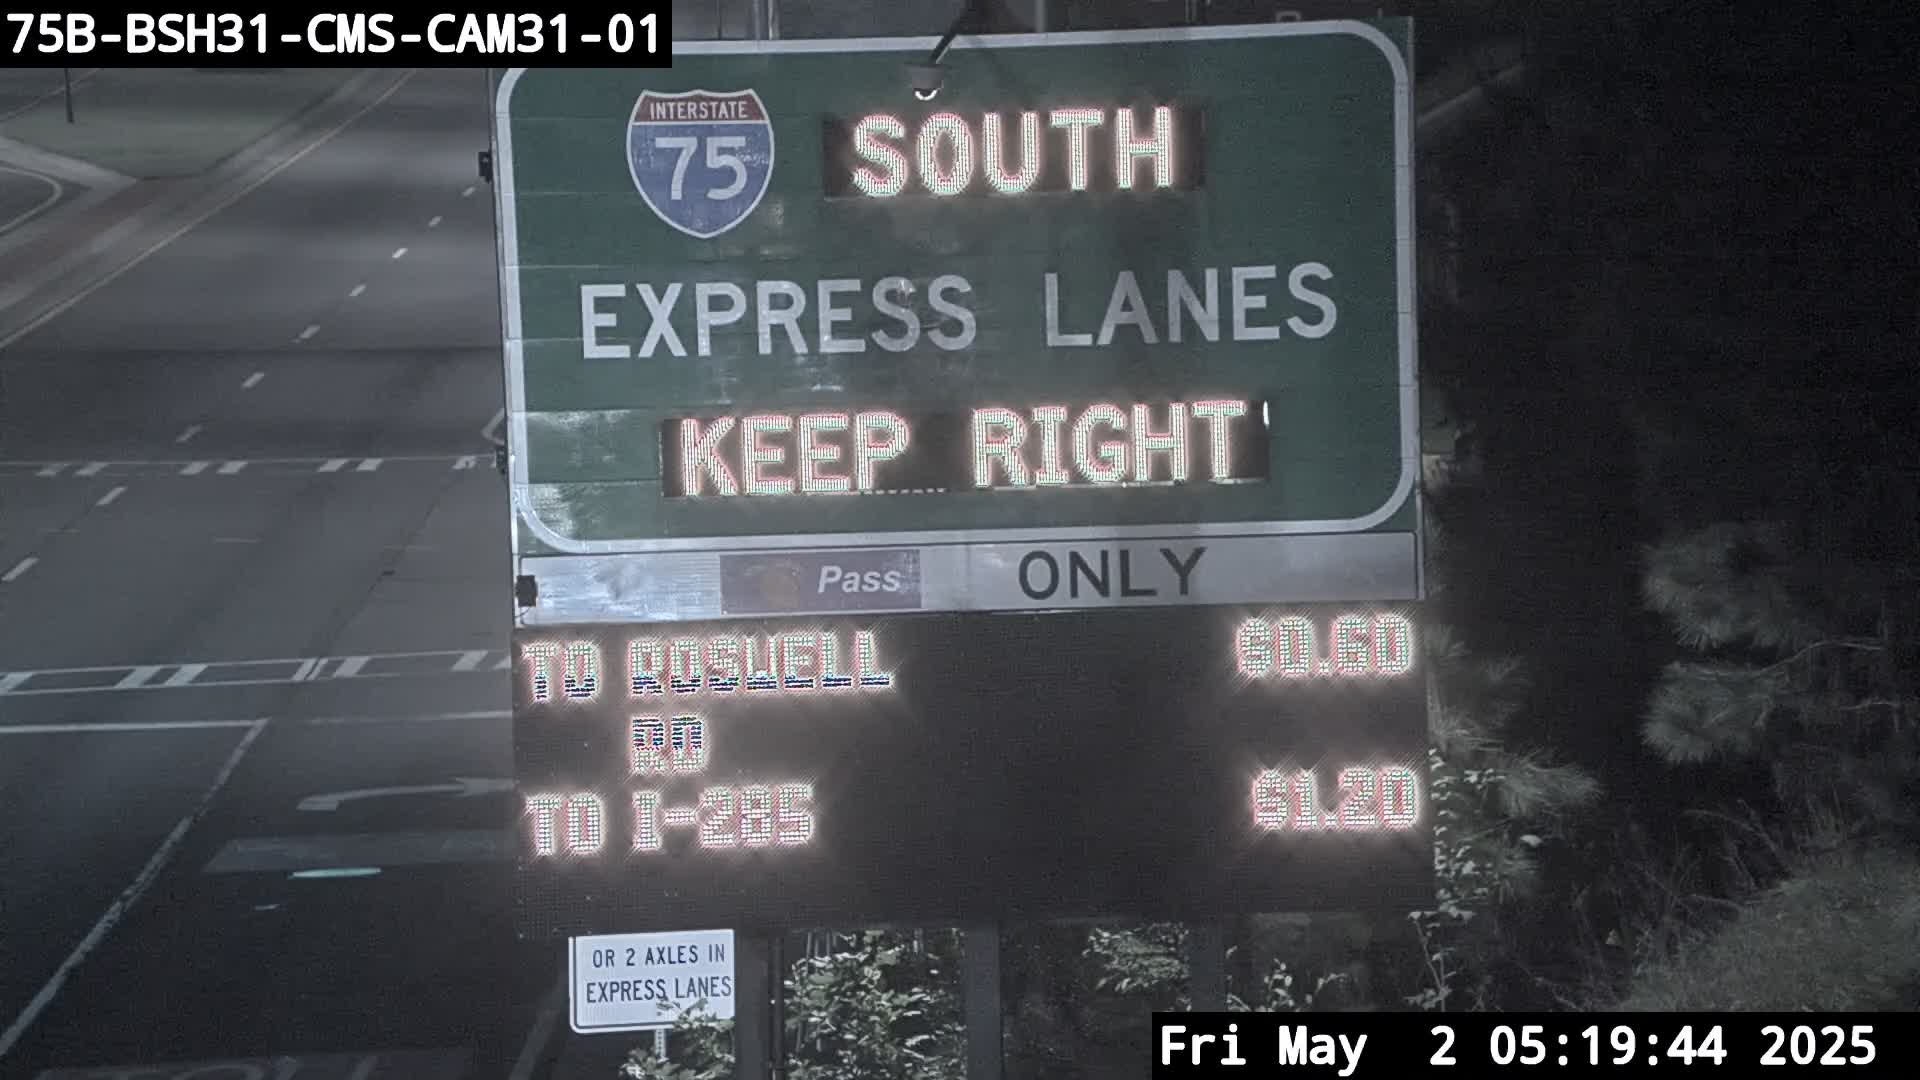 75B-BSH31-CMS-CAM31-01
INTERSTATE
75
SOUTH
EXPRESS LANES
KEEP RIGHT
Pass ONLY
TO ROSWELL $0.60
RD
TO I-285 $1.20
OR 2 AXLES IN
EXPRESS LANES
Fri May 2 05:19:44 2025